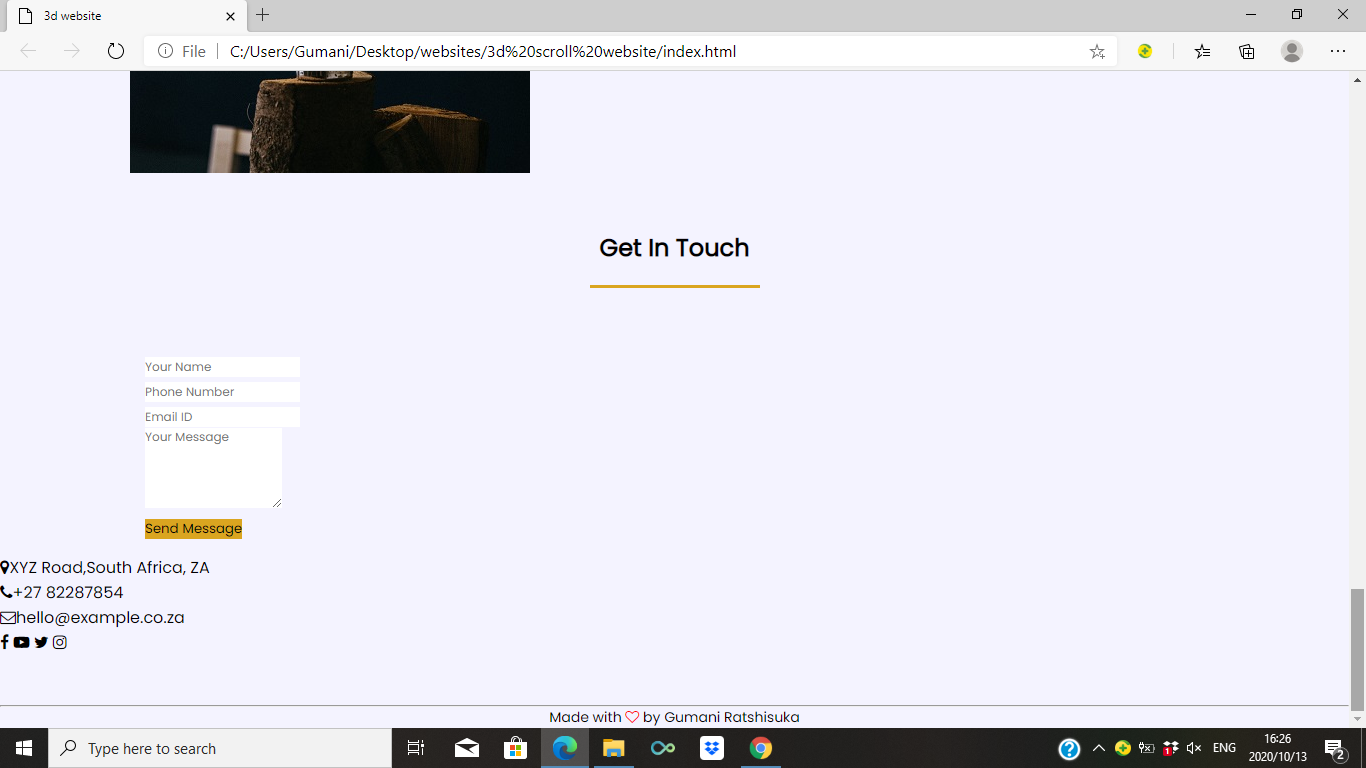 3d website
File
C:/Users/Gumani/Desktop/websites/3d%20scroll%20website/index.html
Get In Touch
Your Name
Phone Number
Email ID
Your Message
Send Message
XYZ Road,South Africa, ZA
+27 82287854
hello@example.co.za
Made with by Gumani Ratshisuka
Type here to search
ENG
16:26
2020/10/13
1
2